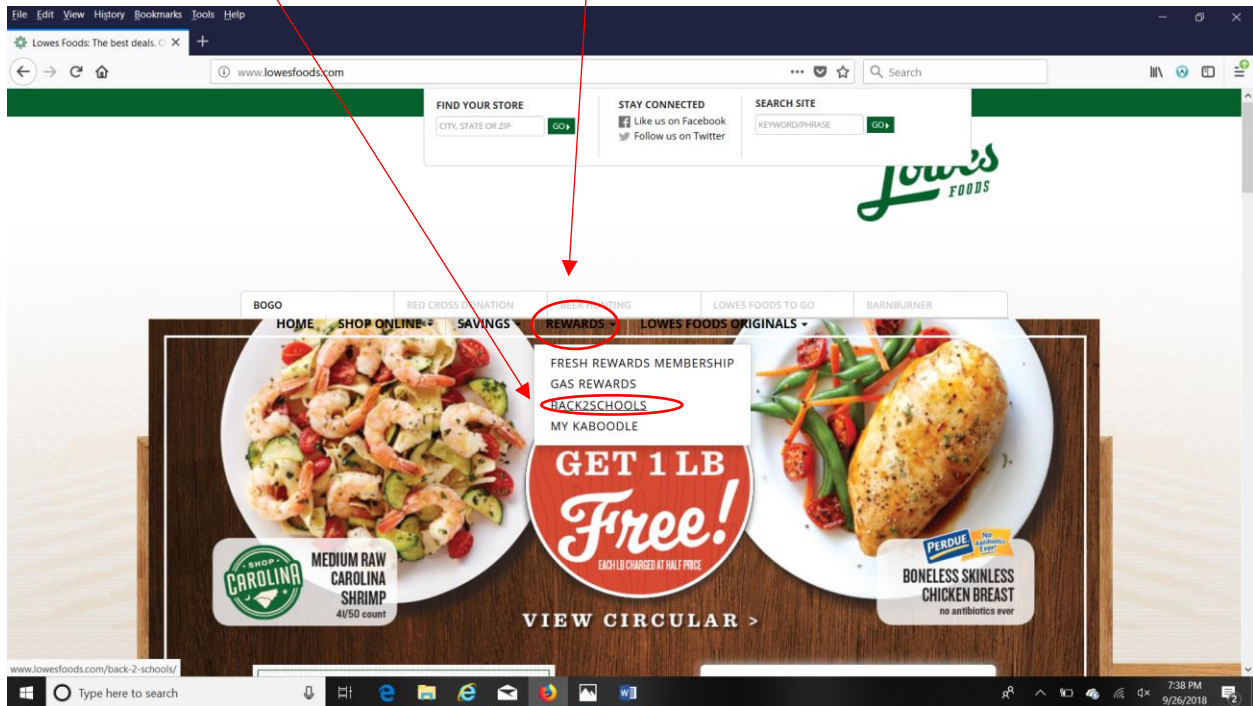 File Edit View History Bookmarks Tools Help
Lowes Foods: The best deals. O
www.lowesfoods.com
Search
FIND YOUR STORE
CITY, STATE OR ZIP GO
STAY CONNECTED
Like us on Facebook
Follow us on Twitter
SEARCH SITE
KEYWORD/PHRASE GO
Lowes
FOODS
BOGO RED CROSS DONATION BEER HUNTING LOWES FOODS TO GO BARNBURNER
HOME SHOP ONLINE SAVINGS REWARDS LOWES FOODS ORIGINALS
FRESH REWARDS MEMBERSHIP
GAS REWARDS
BACK2SCHOOLS
MY KABOODLE
GET 1 LB
Free!
EACH LB CHARGED AT HALF PRICE
SHOP
CAROLINA
MEDIUM RAW
CAROLINA
SHRIMP
41/50 count
PERDUE
No
Antibiotics
Ever!
BONELESS SKINLESS
CHICKEN BREAST
no antibiotics ever
VIEW CIRCULAR >
www.lowesfoods.com/back-2-schools/
Type here to search
7:38 PM
9/26/2018
2